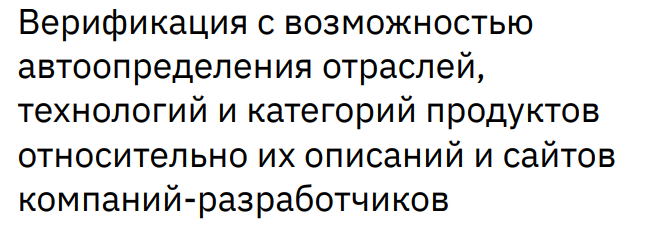 Верификация с возможностью
автоопределения отраслей,
технологий и категорий продуктов
относительно их описаний и сайтов
компаний-разработчиков